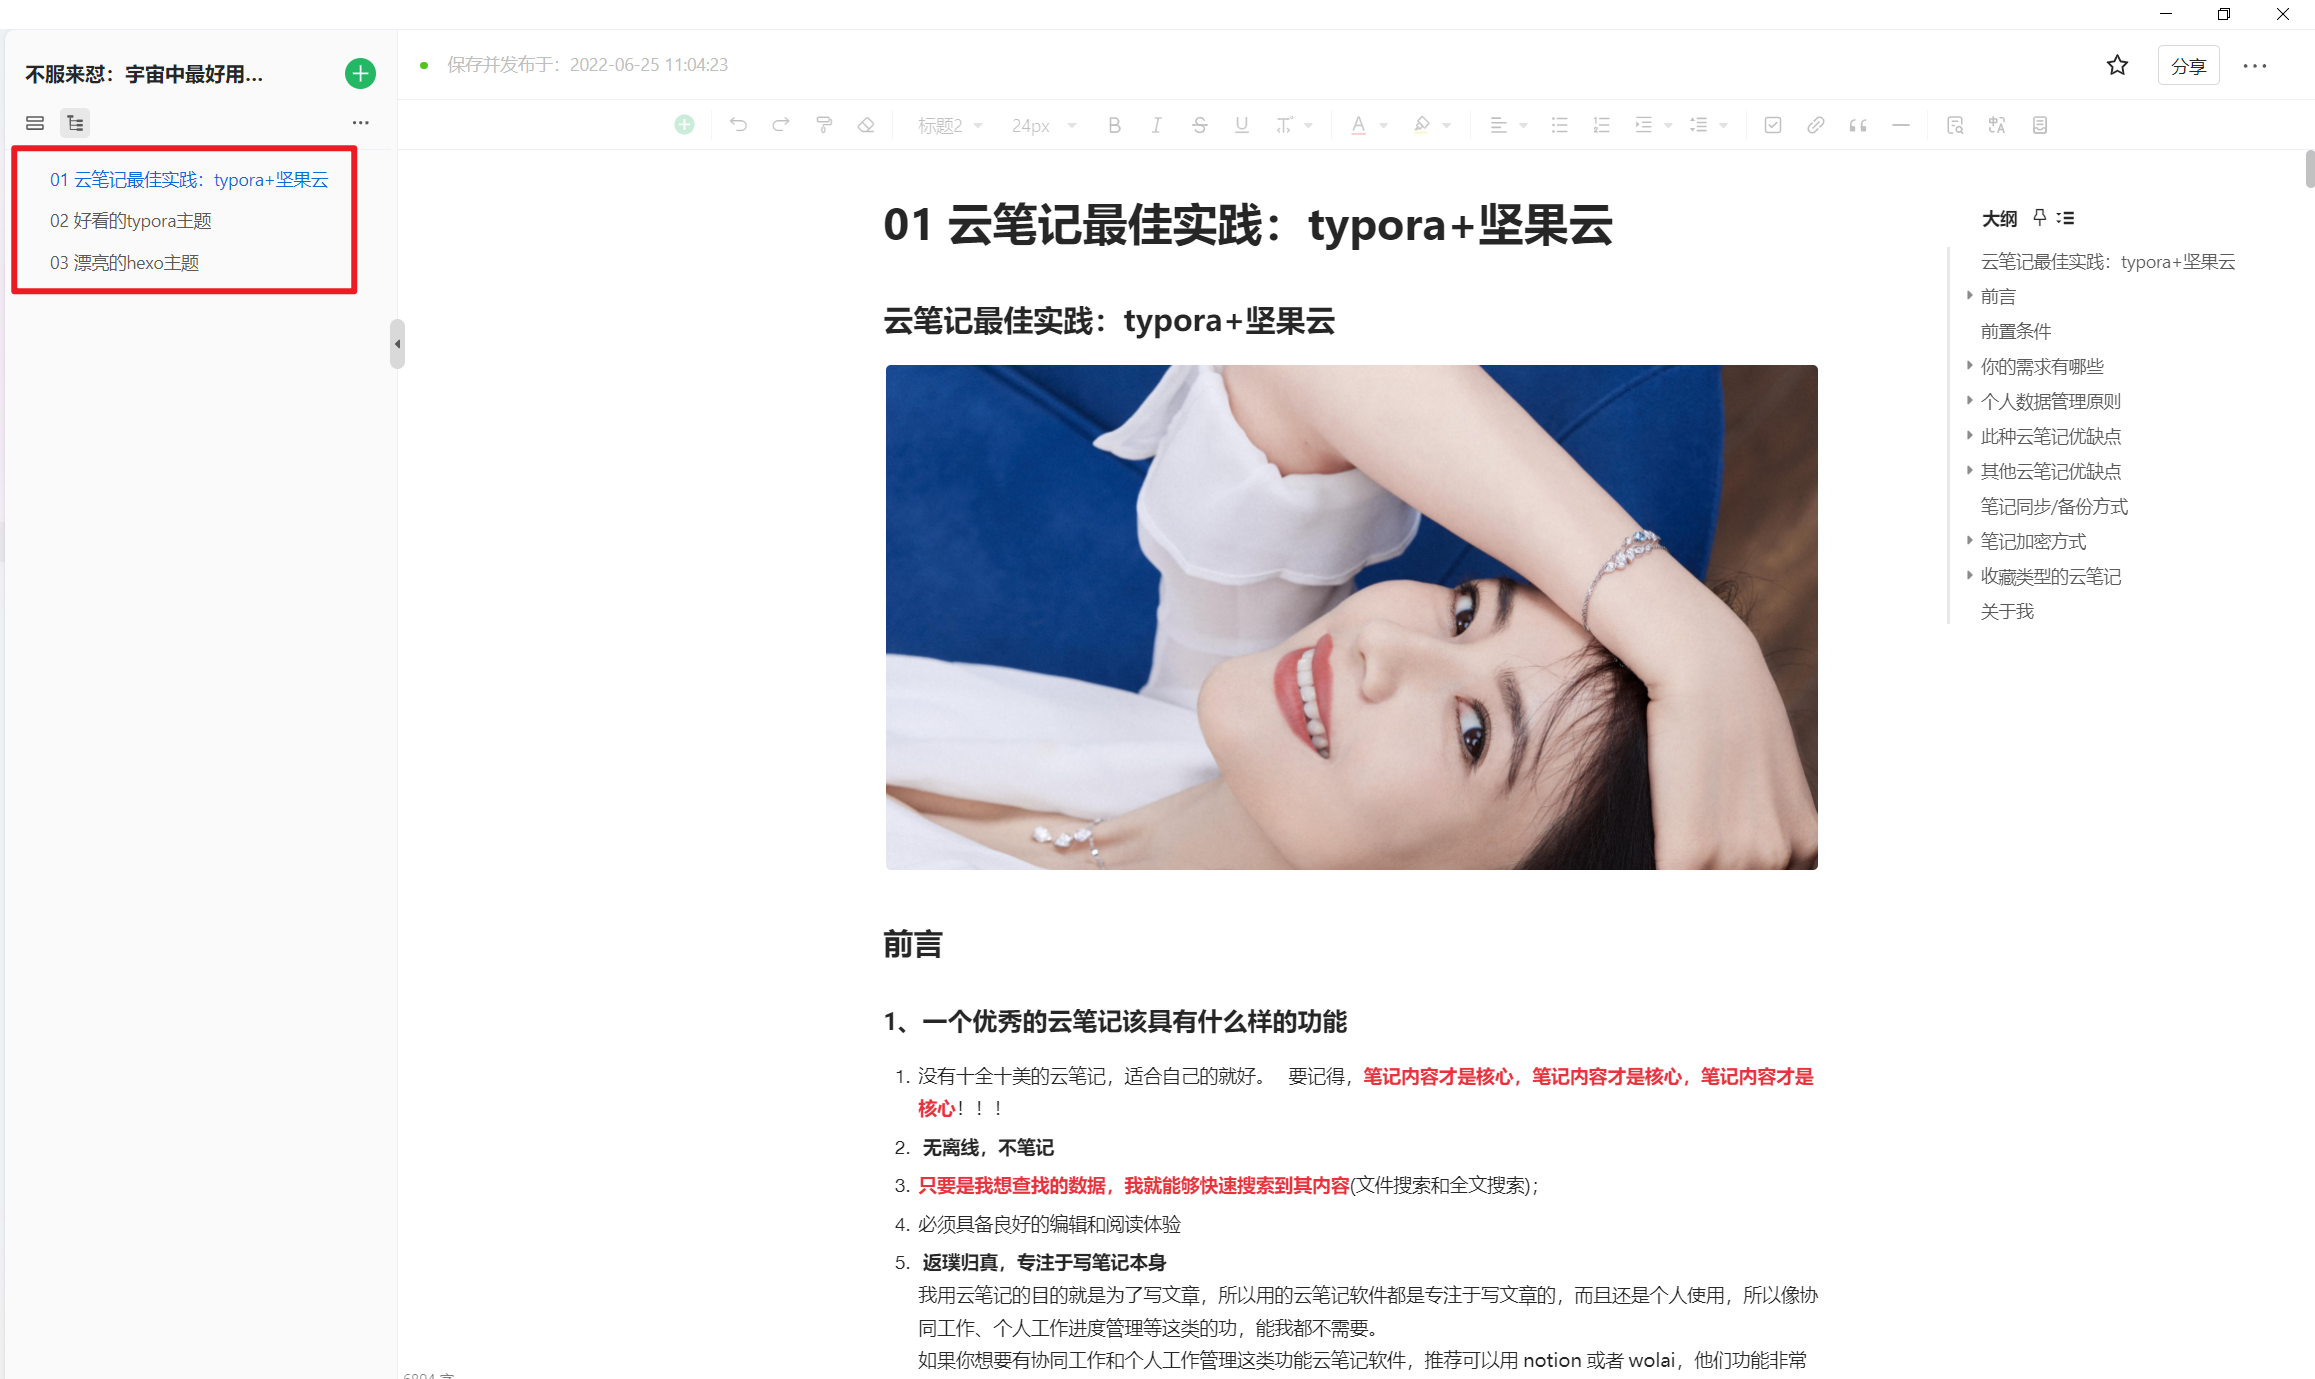 不服来怼：宇宙中最好用...
01 云笔记最佳实践：typora+坚果云
02 好看的typora主题
03 漂亮的hexo主题
保存并发布于：2022-06-25 11:04:23
分享
标题2
24px
01 云笔记最佳实践：typora+坚果云
云笔记最佳实践：typora+坚果云
前言
1、一个优秀的云笔记该具有什么样的功能
1. 没有十全十美的云笔记，适合自己的就好。 要记得，笔记内容才是核心，笔记内容才是核心，笔记内容才是
核心！！！
2. 无离线，不笔记
3. 只要是我想查找的数据，我就能够快速搜索到其内容(文件搜索和全文搜索)；
4. 必须具备良好的编辑和阅读体验
5. 返璞归真，专注于写笔记本身
我用云笔记的目的就是为了写文章，所以用的云笔记软件都是专注于写文章的，而且还是个人使用，所以像协
同工作、个人工作进度管理等这类的功，能我都不需要。
如果你想要有协同工作和个人工作管理这类功能云笔记软件，推荐可以用 notion 或者 wolai，他们功能非常
大纲
云笔记最佳实践：typora+坚果云
前言
前置条件
你的需求有哪些
个人数据管理原则
此种云笔记优缺点
其他云笔记优缺点
笔记同步/备份方式
笔记加密方式
收藏类型的云笔记
关于我